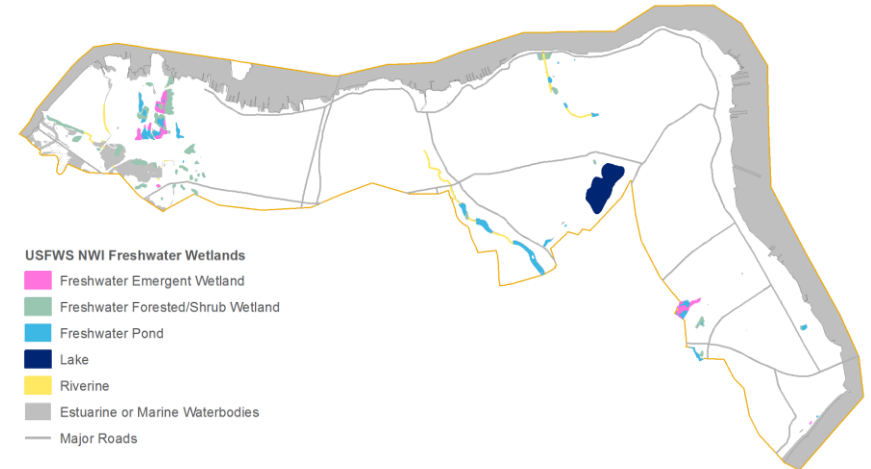 USFWS NWI Freshwater Wetlands
Freshwater Emergent Wetland
Freshwater Forested/Shrub Wetland
Freshwater Pond
Lake
Riverine
Estuarine or Marine Waterbodies
Major Roads